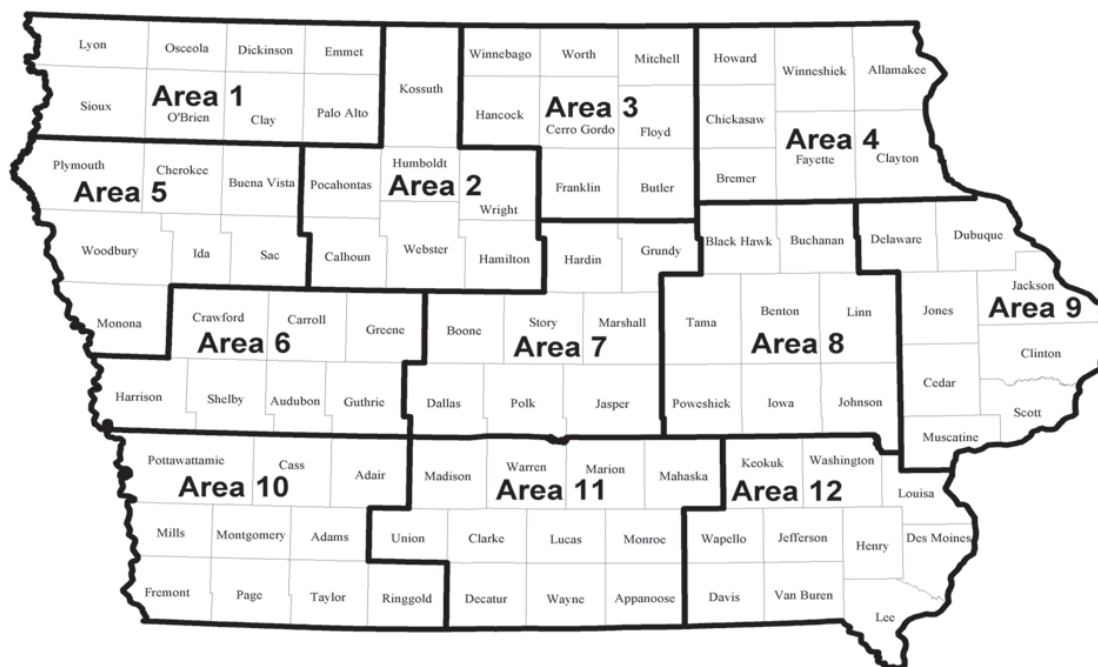 Lyon
Osceola
Dickinson
Emmet
Sioux
Area 1
O'Brien
Clay
Palo Alto
Kossuth
Winnebago
Worth
Mitchell
Hancock
Area 3
Cerro Gordo
Floyd
Franklin
Butler
Howard
Winneshiek
Allamakee
Chickasaw
Area 4
Fayette
Clayton
Bremer
Plymouth
Cherokee
Buena Vista
Area 5
Woodbury
Ida
Sac
Monona
Pocahontas
Humboldt
Area 2
Wright
Calhoun
Webster
Hamilton
Hardin
Grundy
Black Hawk
Buchanan
Delaware
Dubuque
Jackson
Jones
Area 9
Clinton
Cedar
Scott
Muscatine
Crawford
Carroll
Greene
Area 6
Harrison
Shelby
Audubon
Guthrie
Boone
Story
Marshall
Area 7
Dallas
Polk
Jasper
Tama
Benton
Linn
Area 8
Poweshiek
Iowa
Johnson
Pottawattamie
Cass
Adair
Area 10
Mills
Montgomery
Adams
Fremont
Page
Taylor
Ringgold
Madison
Warren
Marion
Mahaska
Area 11
Union
Clarke
Lucas
Monroe
Decatur
Wayne
Appanoose
Keokuk
Washington
Area 12
Louisa
Wapello
Jefferson
Henry
Des Moines
Davis
Van Buren
Lee